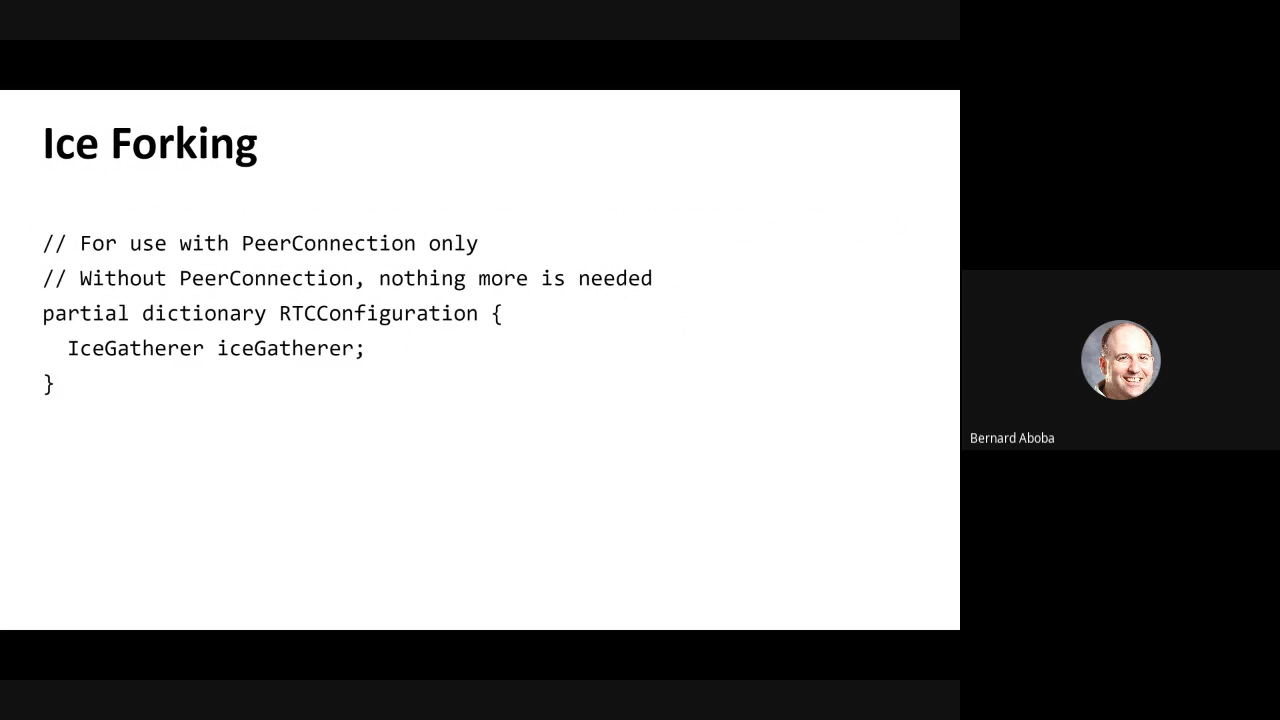 Ice Forking
// For use with PeerConnection only
// Without PeerConnection, nothing more is needed
partial dictionary RTCConfiguration {
  IceGatherer iceGatherer;
}
Bernard Aboba